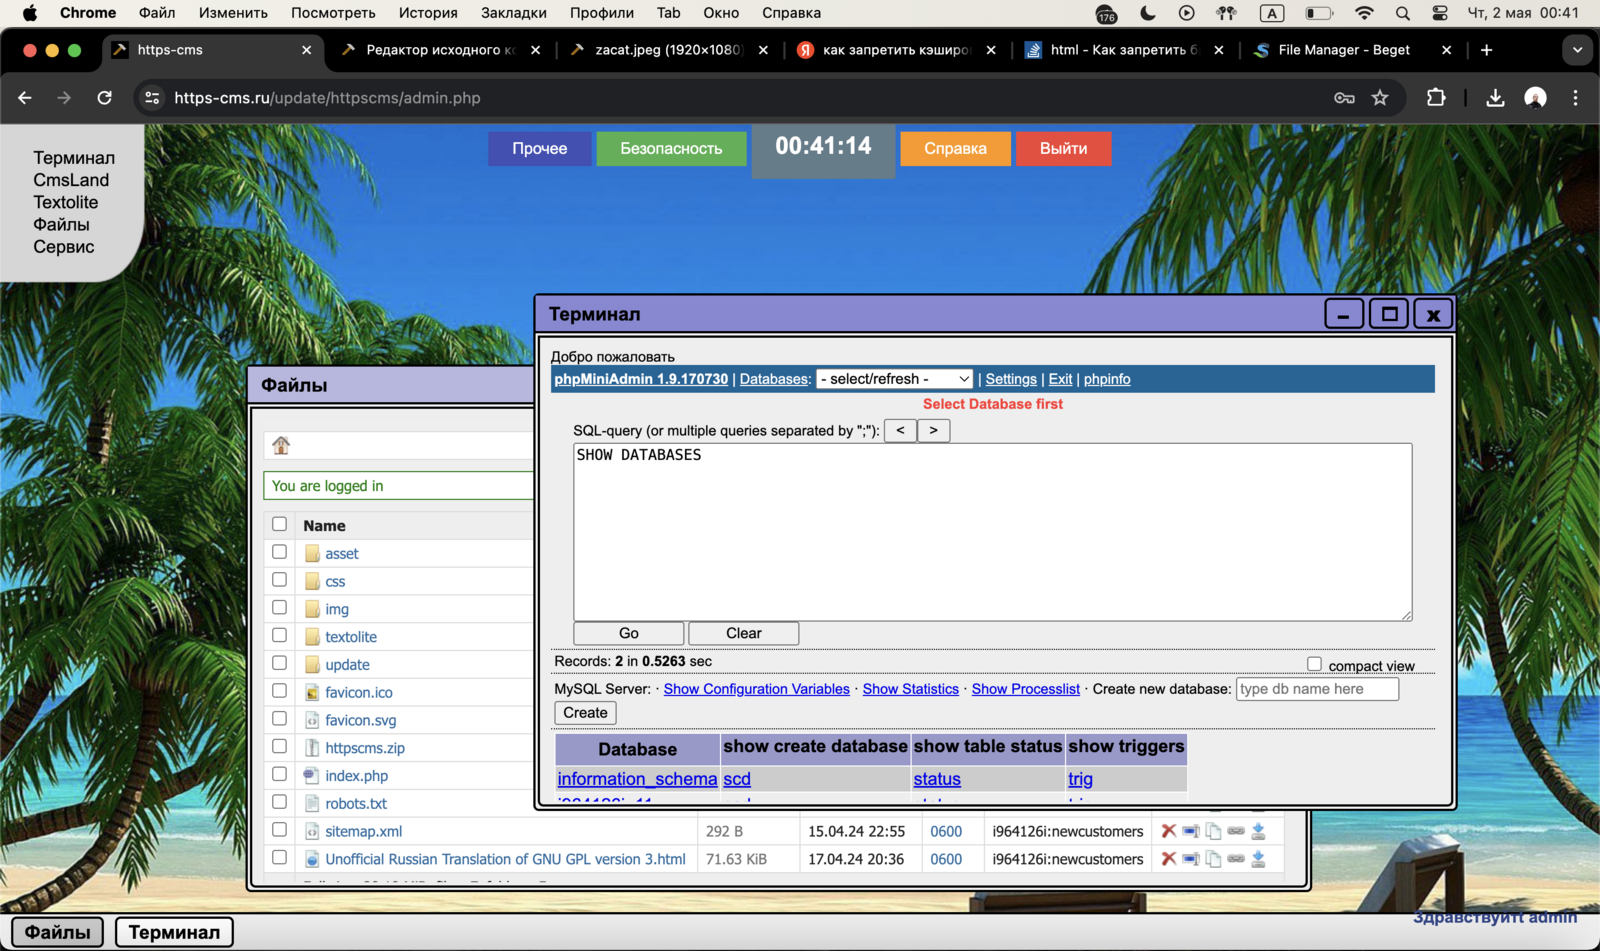 Chrome Файл Изменить Посмотреть История Закладки Профили Tab Окно Справка 176 A Чт, 2 мая 00:41
https-cms Редактор исходного ко zacat.jpeg (1920×1080) как запретить кэширо html - Как запретить б File Manager - Beget
https-cms.ru/update/httpscms/admin.php
Терминал
CmsLand
Textolite
Файлы
Сервис
Прочее Безопасность 00:41:14 Справка Выйти
Терминал
Добро пожаловать
phpMiniAdmin 1.9.170730 | Databases: - select/refresh - | Settings | Exit | phpinfo
Select Database first
SQL-query (or multiple queries separated by ";"): < >
SHOW DATABASES
Go Clear
Records: 2 in 0.5263 sec compact view
MySQL Server: · Show Configuration Variables · Show Statistics · Show Processlist · Create new database: type db name here
Create
Database show create database show table status show triggers
information_schema scd status trig
Файлы
You are logged in
Name
asset
css
img
textolite
update
favicon.ico
favicon.svg
httpscms.zip
index.php
robots.txt
sitemap.xml 292 B 15.04.24 22:55 0600 i964126i:newcustomers
Unofficial Russian Translation of GNU GPL version 3.html 71.63 KiB 17.04.24 20:36 0600 i964126i:newcustomers
Здравствуйтt admin
Файлы Терминал